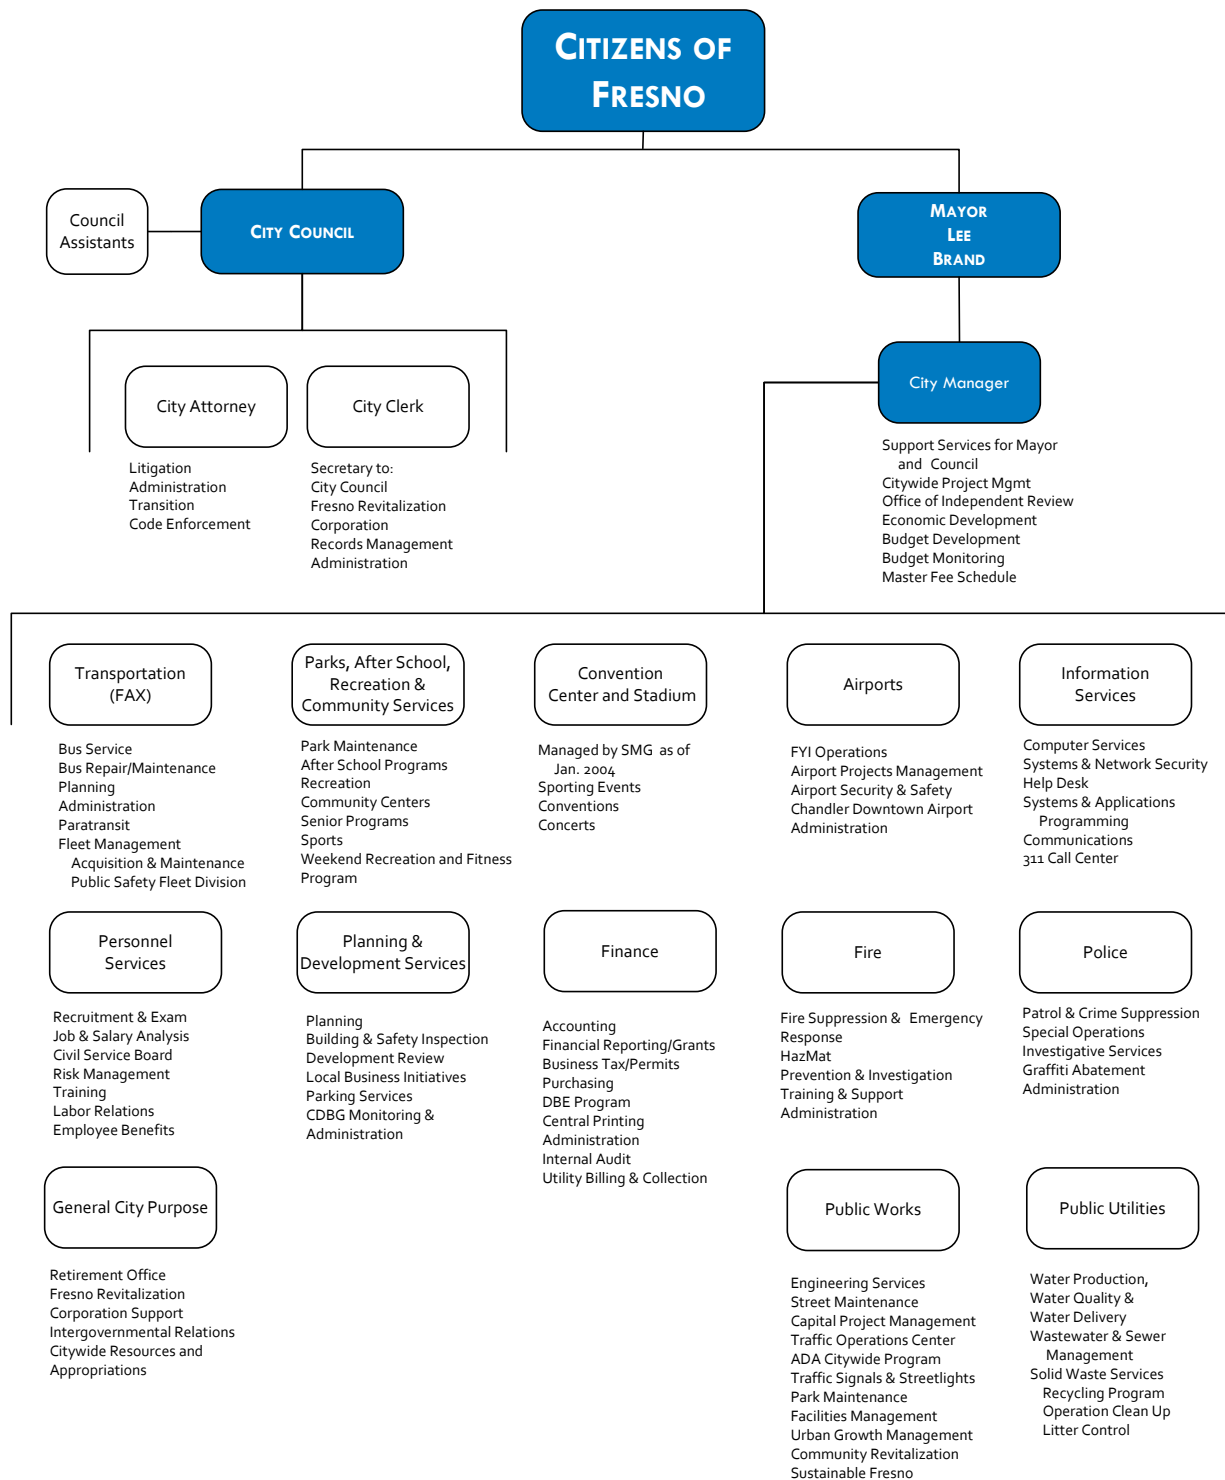 CITIZENS OF
FRESNO
Council
Assistants
CITY COUNCIL
MAYOR
LEE
BRAND
City Attorney
City Clerk
City Manager
Litigation
Administration
Transition
Code Enforcement
Secretary to:
City Council
Fresno Revitalization
Corporation
Records Management
Administration
Support Services for Mayor
and Council
Citywide Project Mgmt
Office of Independent Review
Economic Development
Budget Development
Budget Monitoring
Master Fee Schedule
Transportation
(FAX)
Bus Service
Bus Repair/Maintenance
Planning
Administration
Paratransit
Fleet Management
Acquisition & Maintenance
Public Safety Fleet Division
Parks, After School,
Recreation &
Community Services
Park Maintenance
After School Programs
Recreation
Community Centers
Senior Programs
Sports
Weekend Recreation and Fitness
Program
Convention
Center and Stadium
Managed by SMG as of
Jan. 2004
Sporting Events
Conventions
Concerts
Airports
FYI Operations
Airport Projects Management
Airport Security & Safety
Chandler Downtown Airport
Administration
Information
Services
Computer Services
Systems & Network Security
Help Desk
Systems & Applications
Programming
Communications
311 Call Center
Personnel
Services
Recruitment & Exam
Job & Salary Analysis
Civil Service Board
Risk Management
Training
Labor Relations
Employee Benefits
Planning &
Development Services
Planning
Building & Safety Inspection
Development Review
Local Business Initiatives
Parking Services
CDBG Monitoring &
Administration
Finance
Accounting
Financial Reporting/Grants
Business Tax/Permits
Purchasing
DBE Program
Central Printing
Administration
Internal Audit
Utility Billing & Collection
Fire
Fire Suppression & Emergency
Response
HazMat
Prevention & Investigation
Training & Support
Administration
Police
Patrol & Crime Suppression
Special Operations
Investigative Services
Graffiti Abatement
Administration
General City Purpose
Retirement Office
Fresno Revitalization
Corporation Support
Intergovernmental Relations
Citywide Resources and
Appropriations
Public Works
Engineering Services
Street Maintenance
Capital Project Management
Traffic Operations Center
ADA Citywide Program
Traffic Signals & Streetlights
Park Maintenance
Facilities Management
Urban Growth Management
Community Revitalization
Sustainable Fresno
Public Utilities
Water Production,
Water Quality &
Water Delivery
Wastewater & Sewer
Management
Solid Waste Services
Recycling Program
Operation Clean Up
Litter Control